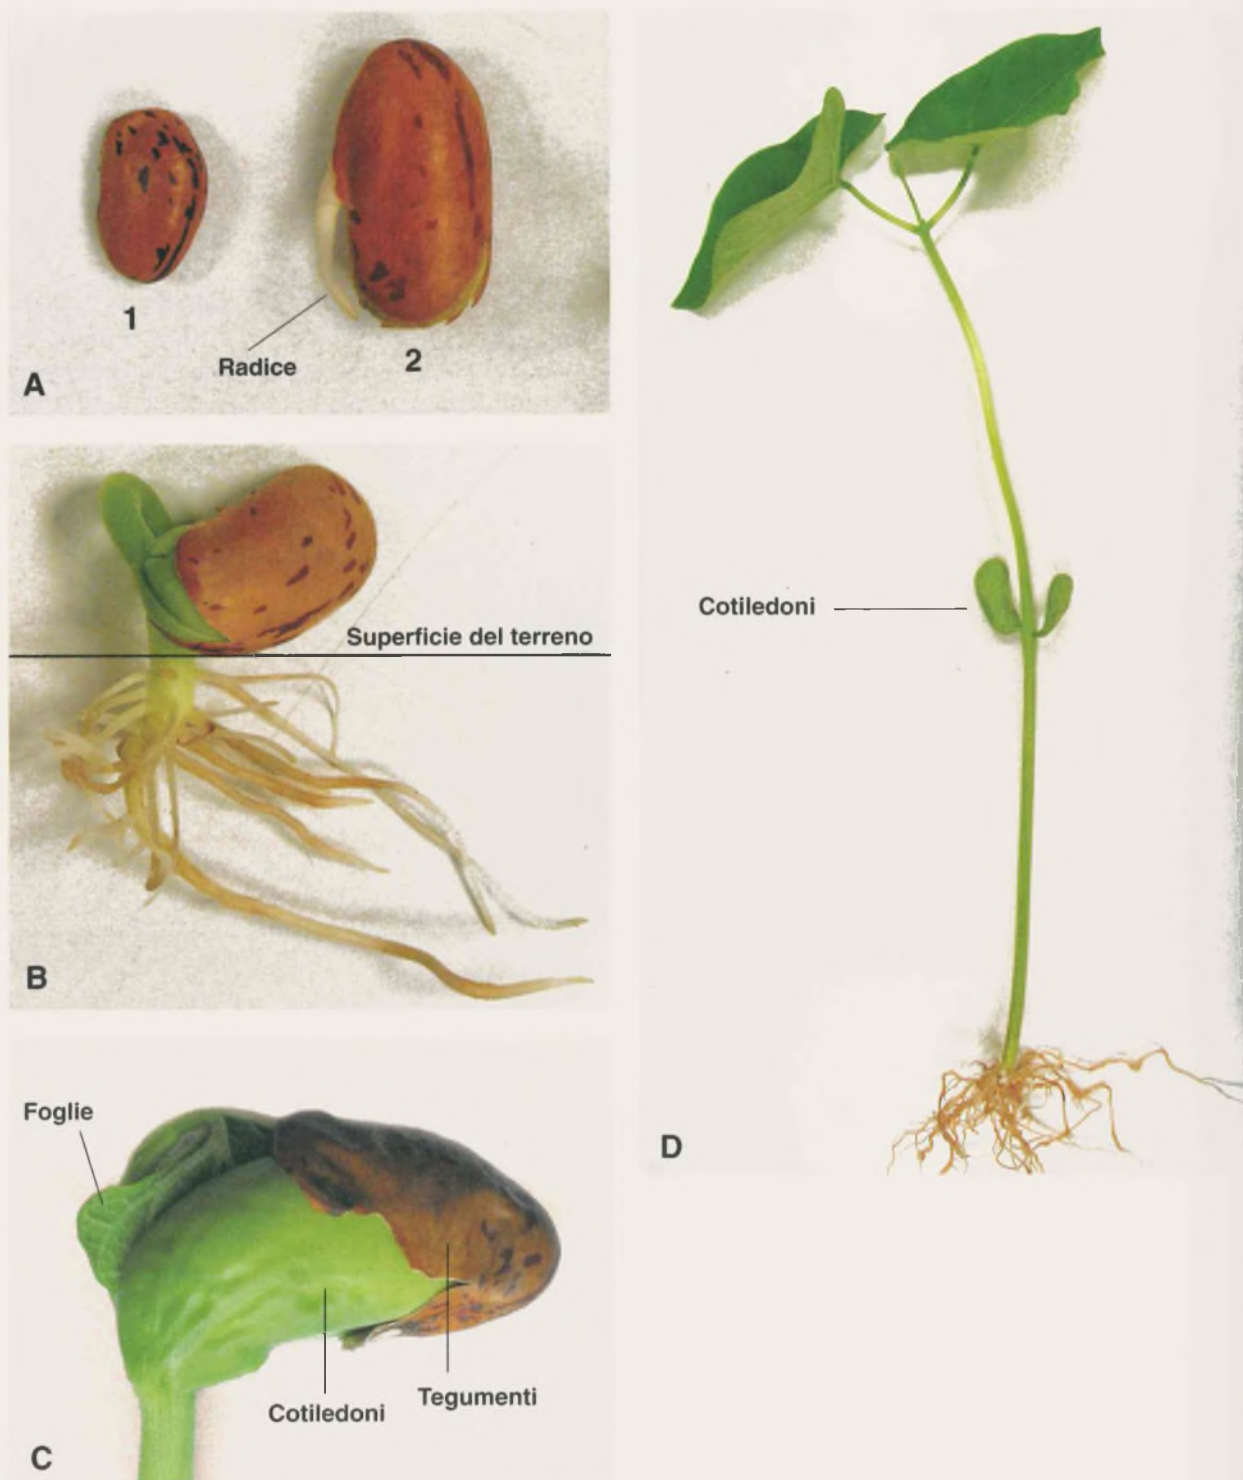 1
Radice
2
A
Superficie del terreno
B
Foglie
Cotiledoni
Tegumenti
C
Cotiledoni
D